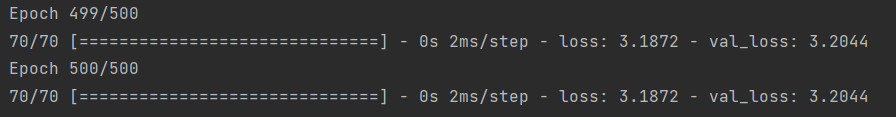 Epoch 499/500
70/70 [==============================] - 0s 2ms/step - loss: 3.1872 - val_loss: 3.2044
Epoch 500/500
70/70 [==============================] - 0s 2ms/step - loss: 3.1872 - val_loss: 3.2044